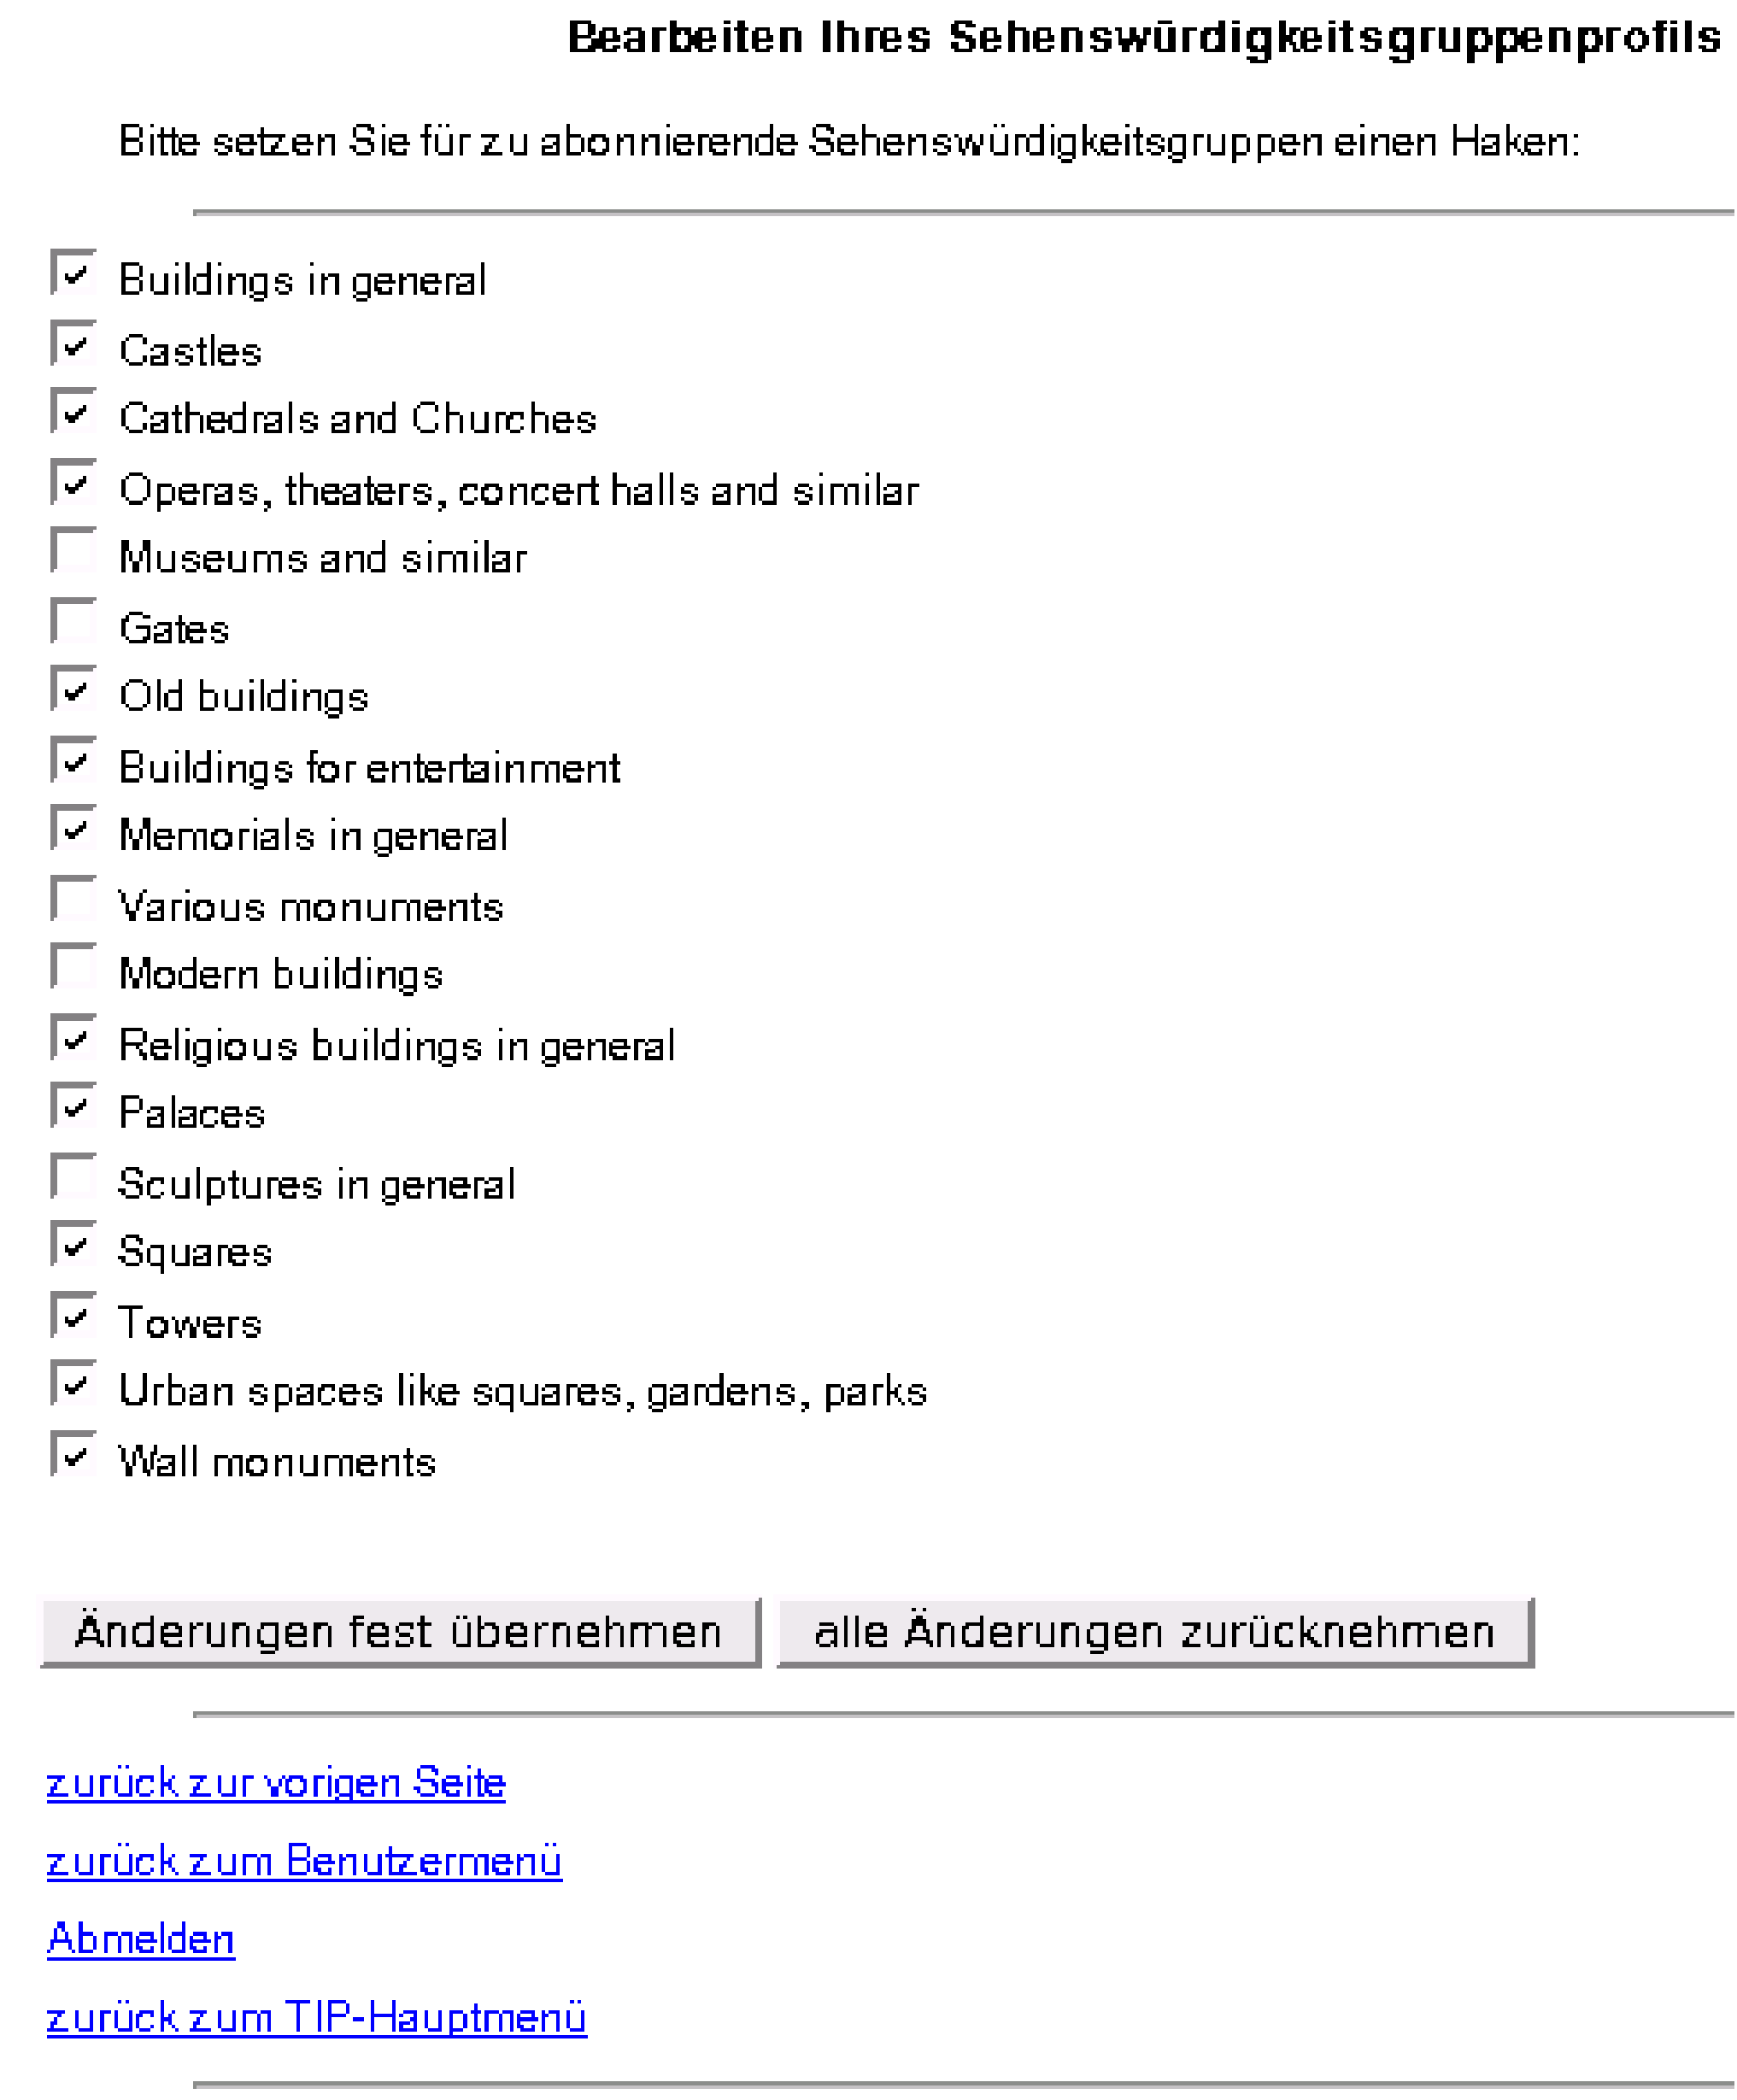 Bearbeiten Ihres Sehenswürdigkeitsgruppenprofils
Bitte setzen Sie für zu abonnierende Sehenswürdigkeitsgruppen einen Haken:
Buildings in general
Castles
Cathedrals and Churches
Operas, theaters, concert halls and similar
Museums and similar
Gates
Old buildings
Buildings for entertainment
Memorials in general
Various monuments
Modern buildings
Religious buildings in general
Palaces
Sculptures in general
Squares
Towers
Urban spaces like squares, gardens, parks
Wall monuments
Änderungen fest übernehmen alle Änderungen zurücknehmen
zurück zur vorigen Seite
zurück zum Benutzermenü
Abmelden
zurück zum TIP-Hauptmenü